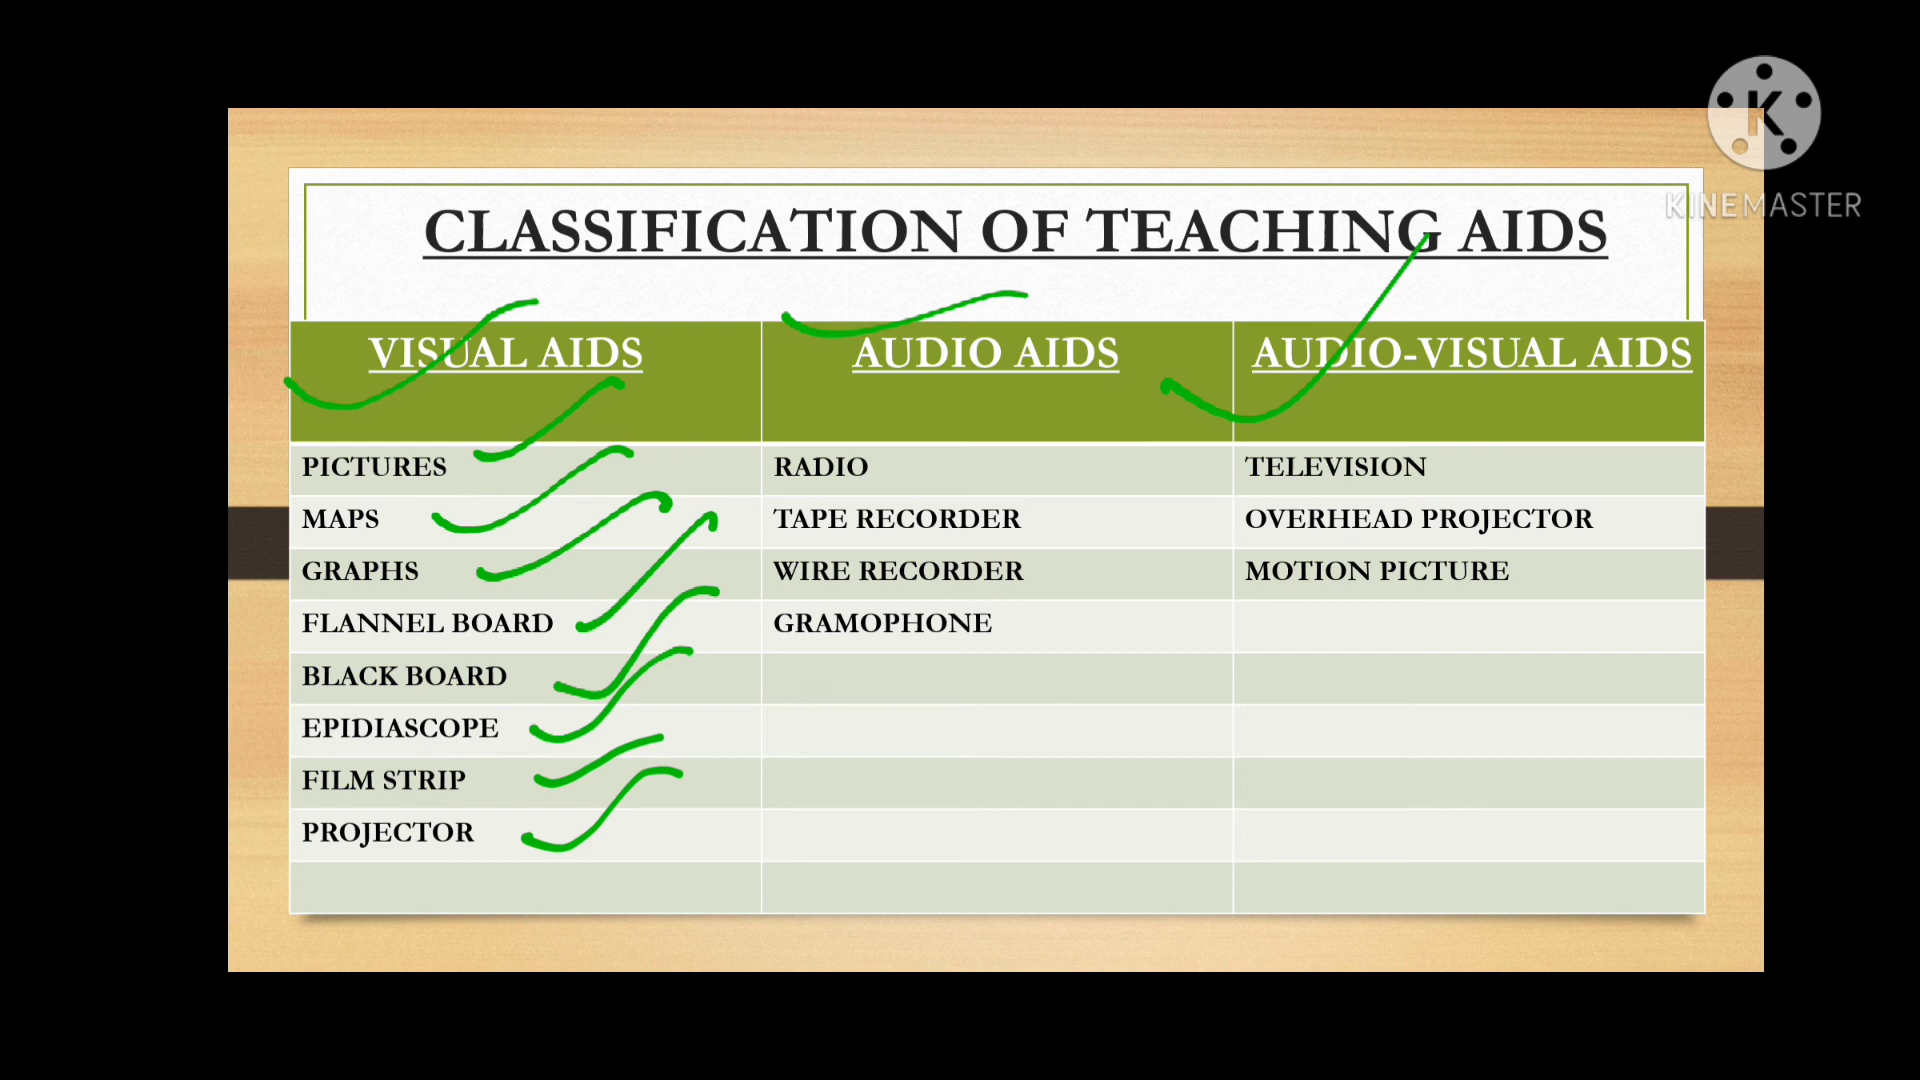 K
KINEMASTER
CLASSIFICATION OF TEACHING AIDS
VISUAL AIDS AUDIO AIDS AUDIO-VISUAL AIDS
PICTURES RADIO TELEVISION
MAPS TAPE RECORDER OVERHEAD PROJECTOR
GRAPHS WIRE RECORDER MOTION PICTURE
FLANNEL BOARD GRAMOPHONE
BLACK BOARD
EPIDIASCOPE
FILM STRIP
PROJECTOR